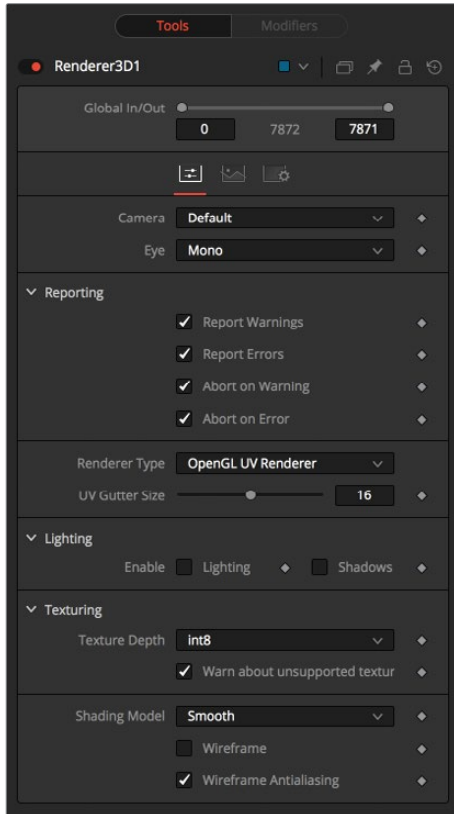 Tools Modifiers
Renderer3D1
Global In/Out
0 7872 7871
Camera Default
Eye Mono
Reporting
Report Warnings
Report Errors
Abort on Warning
Abort on Error
Renderer Type OpenGL UV Renderer
UV Gutter Size 16
Lighting
Enable Lighting Shadows
Texturing
Texture Depth int8
Warn about unsupported textur
Shading Model Smooth
Wireframe
Wireframe Antialiasing